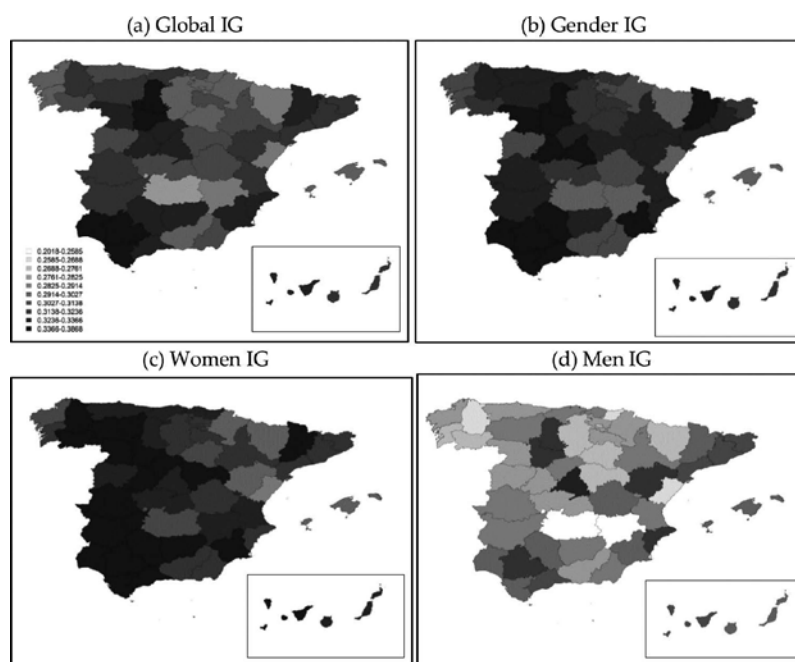 (a) Global IG
(b) Gender IG
0.2018-0.2585
0.2585-0.2688
0.2688-0.2761
0.2761-0.2825
0.2825-0.2914
0.2914-0.3027
0.3027-0.3138
0.3138-0.3236
0.3236-0.3366
0.3366-0.3868
(c) Women IG
(d) Men IG